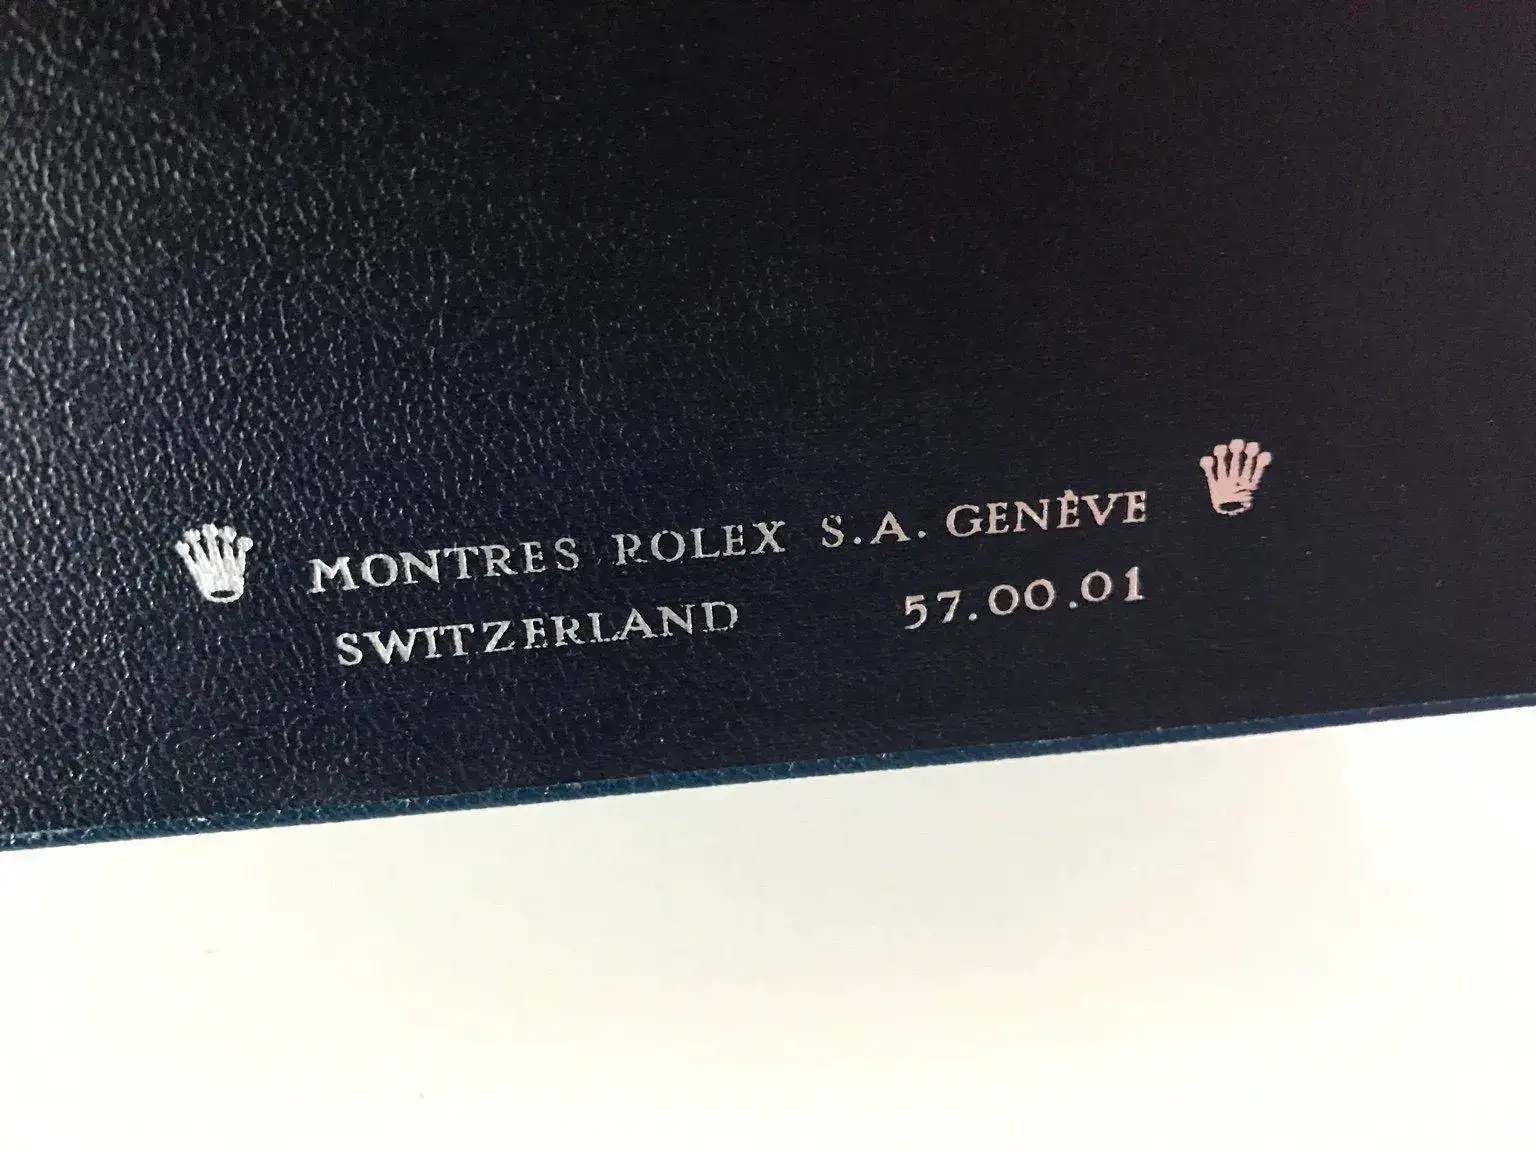 MONTRES ROLEX S.A. GENÈVE
SWITZERLAND 57.00.01